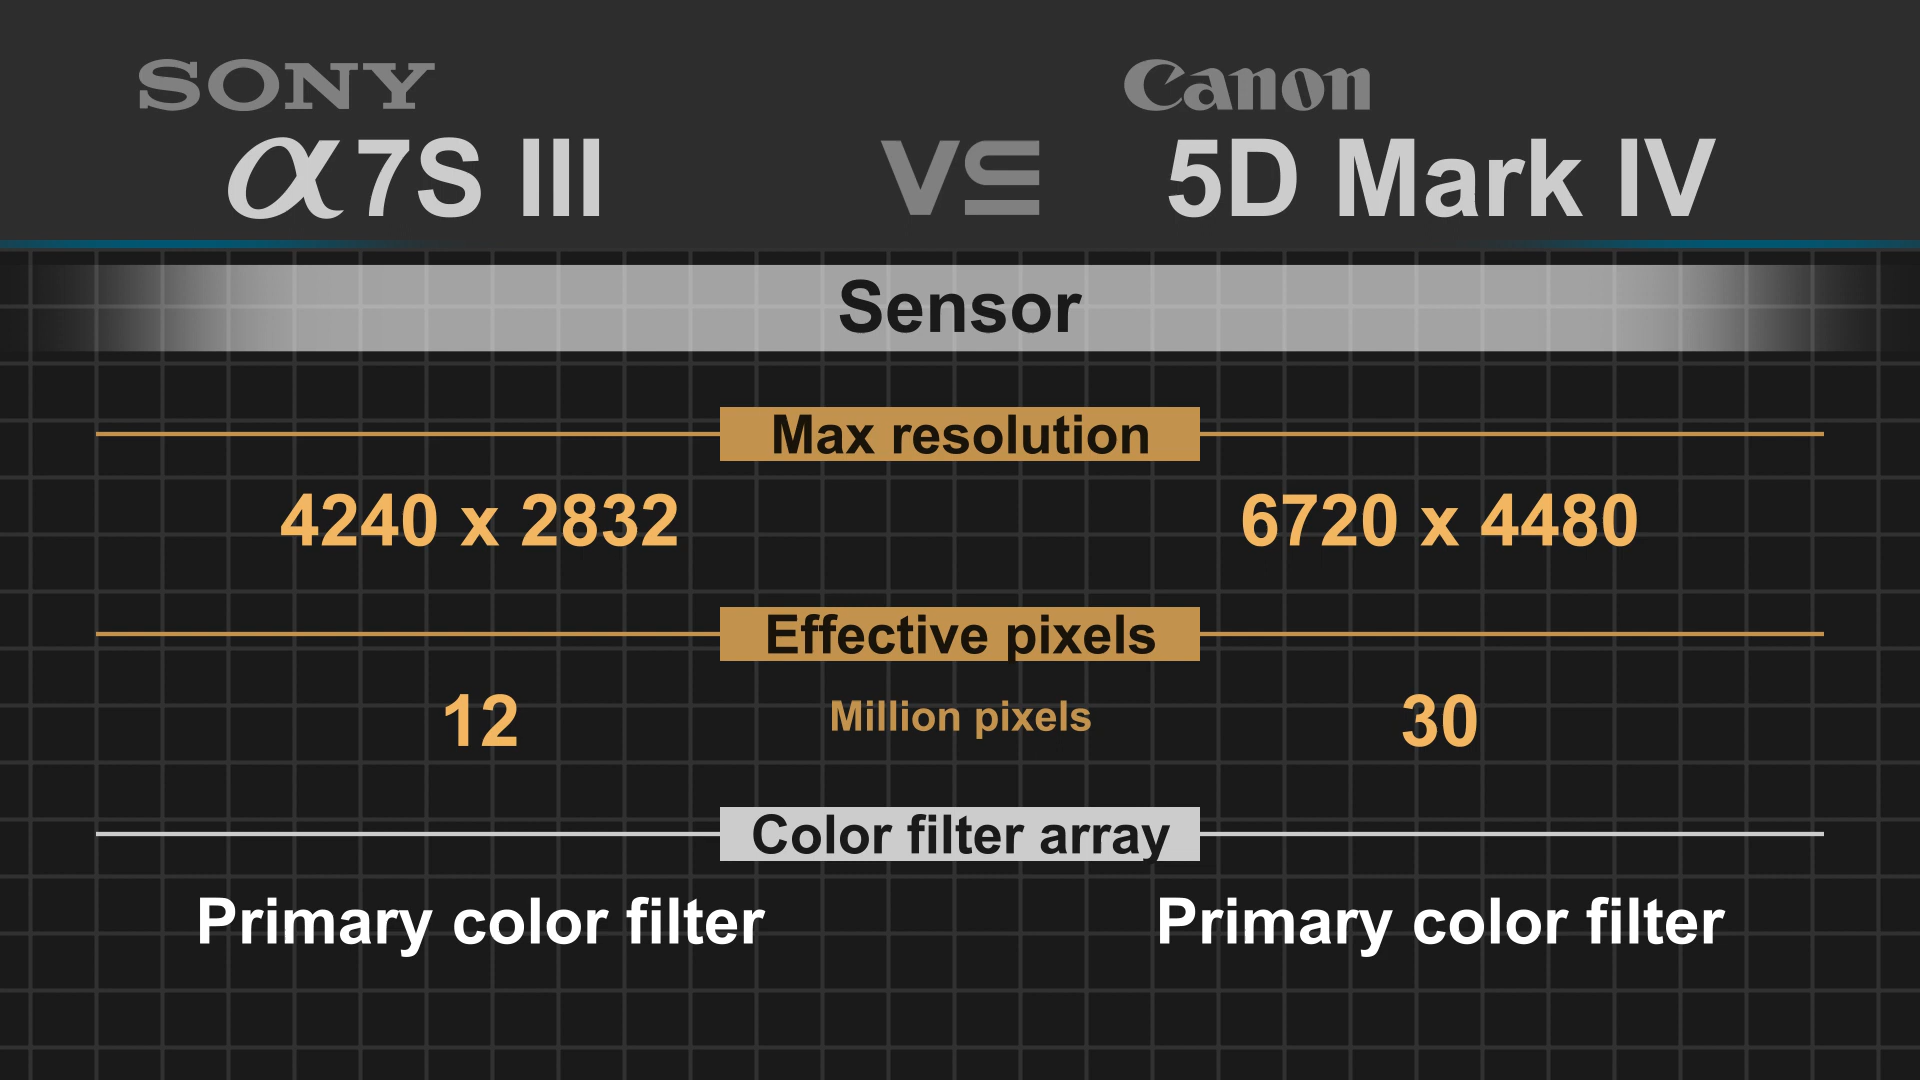 SONY
α7S III
VS
Canon
5D Mark IV
Sensor
Max resolution
4240 x 2832
6720 x 4480
Effective pixels
12
Million pixels
30
Color filter array
Primary color filter
Primary color filter